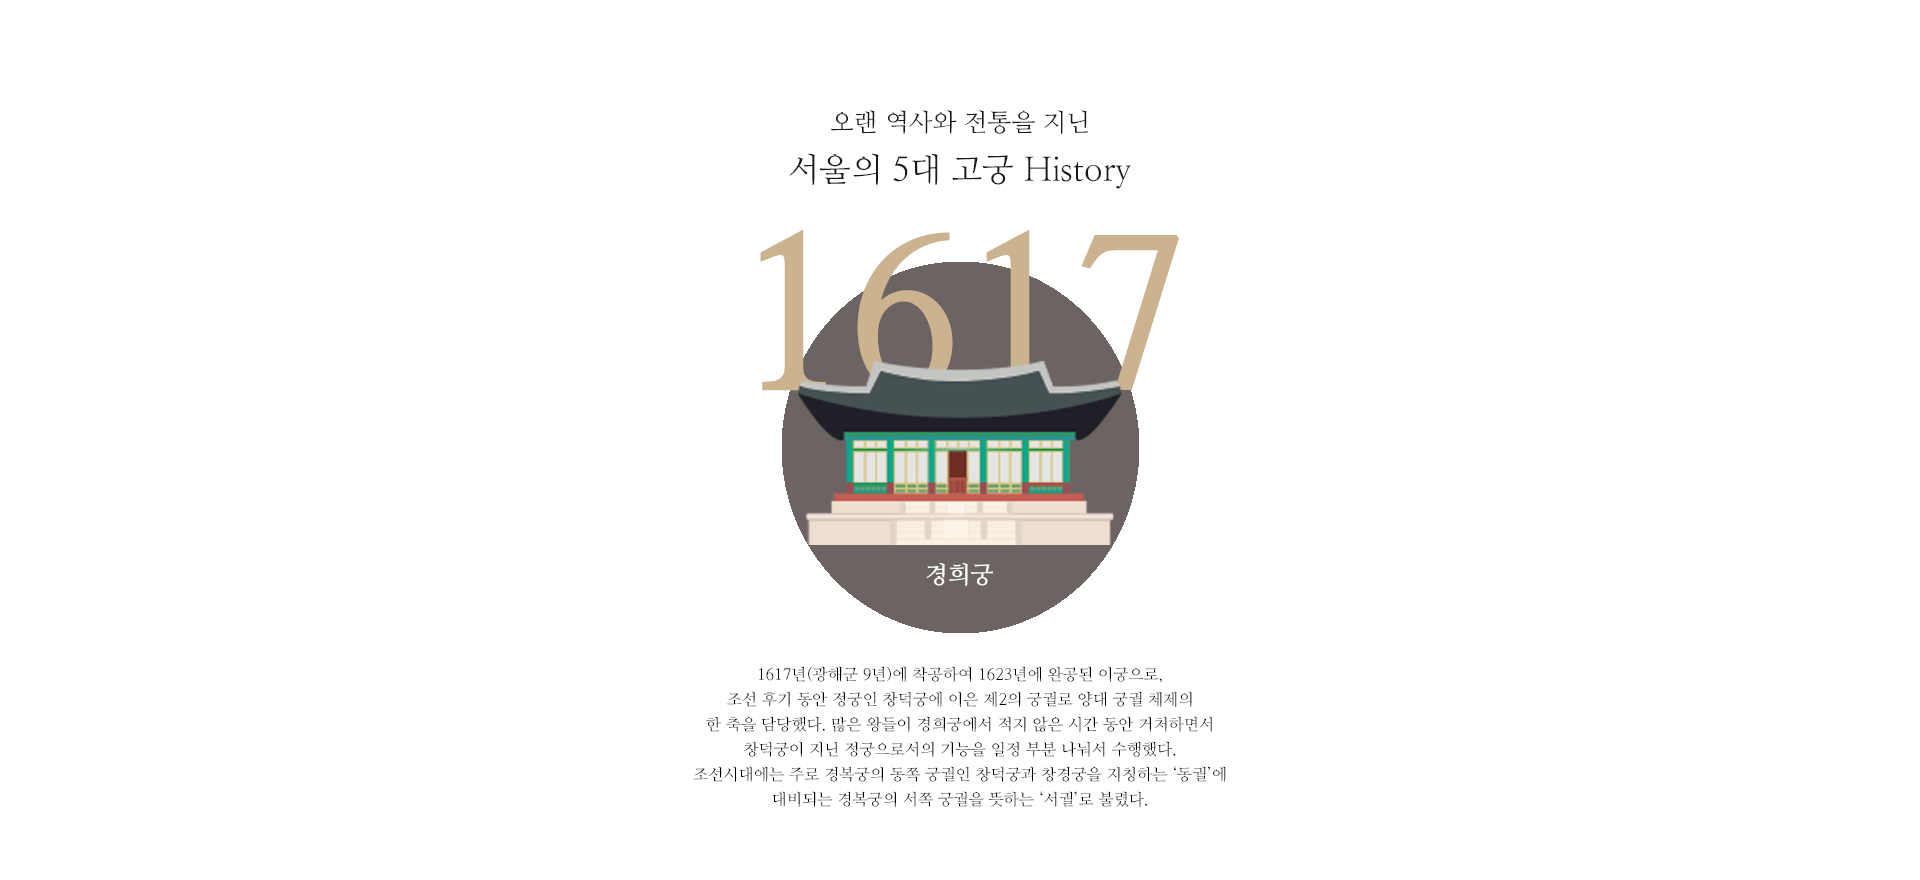 오랜 역사와 전통을 지닌
서울의 5대 고궁 History
1617
경희궁
1617년(광해군 9년)에 착공하여 1623년에 완공된 이궁으로,
조선 후기 동안 정궁인 창덕궁에 이은 제2의 궁궐로 양대 궁궐 체제의
한 축을 담당했다. 많은 왕들이 경희궁에서 적지 않은 시간 동안 거처하면서
창덕궁이 지닌 정궁으로서의 기능을 일정 부분 나눠서 수행했다.
조선시대에는 주로 경복궁의 동쪽 궁궐인 창덕궁과 창경궁을 지칭하는 ‘동궐’에
대비되는 경복궁의 서쪽 궁궐을 뜻하는 ‘서궐’로 불렸다.